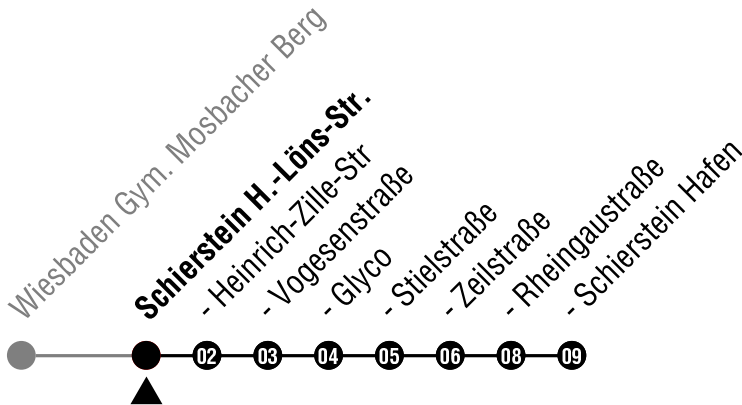 Wiesbaden Gym. Mosbacher Berg
Schierstein H.-Löns-Str.
- Heinrich-Zille-Str
- Vogesenstraße
- Glyco
- Stielstraße
- Zeilstraße
- Rheingaustraße
- Schierstein Hafen
02 03 04 05 06 08 09